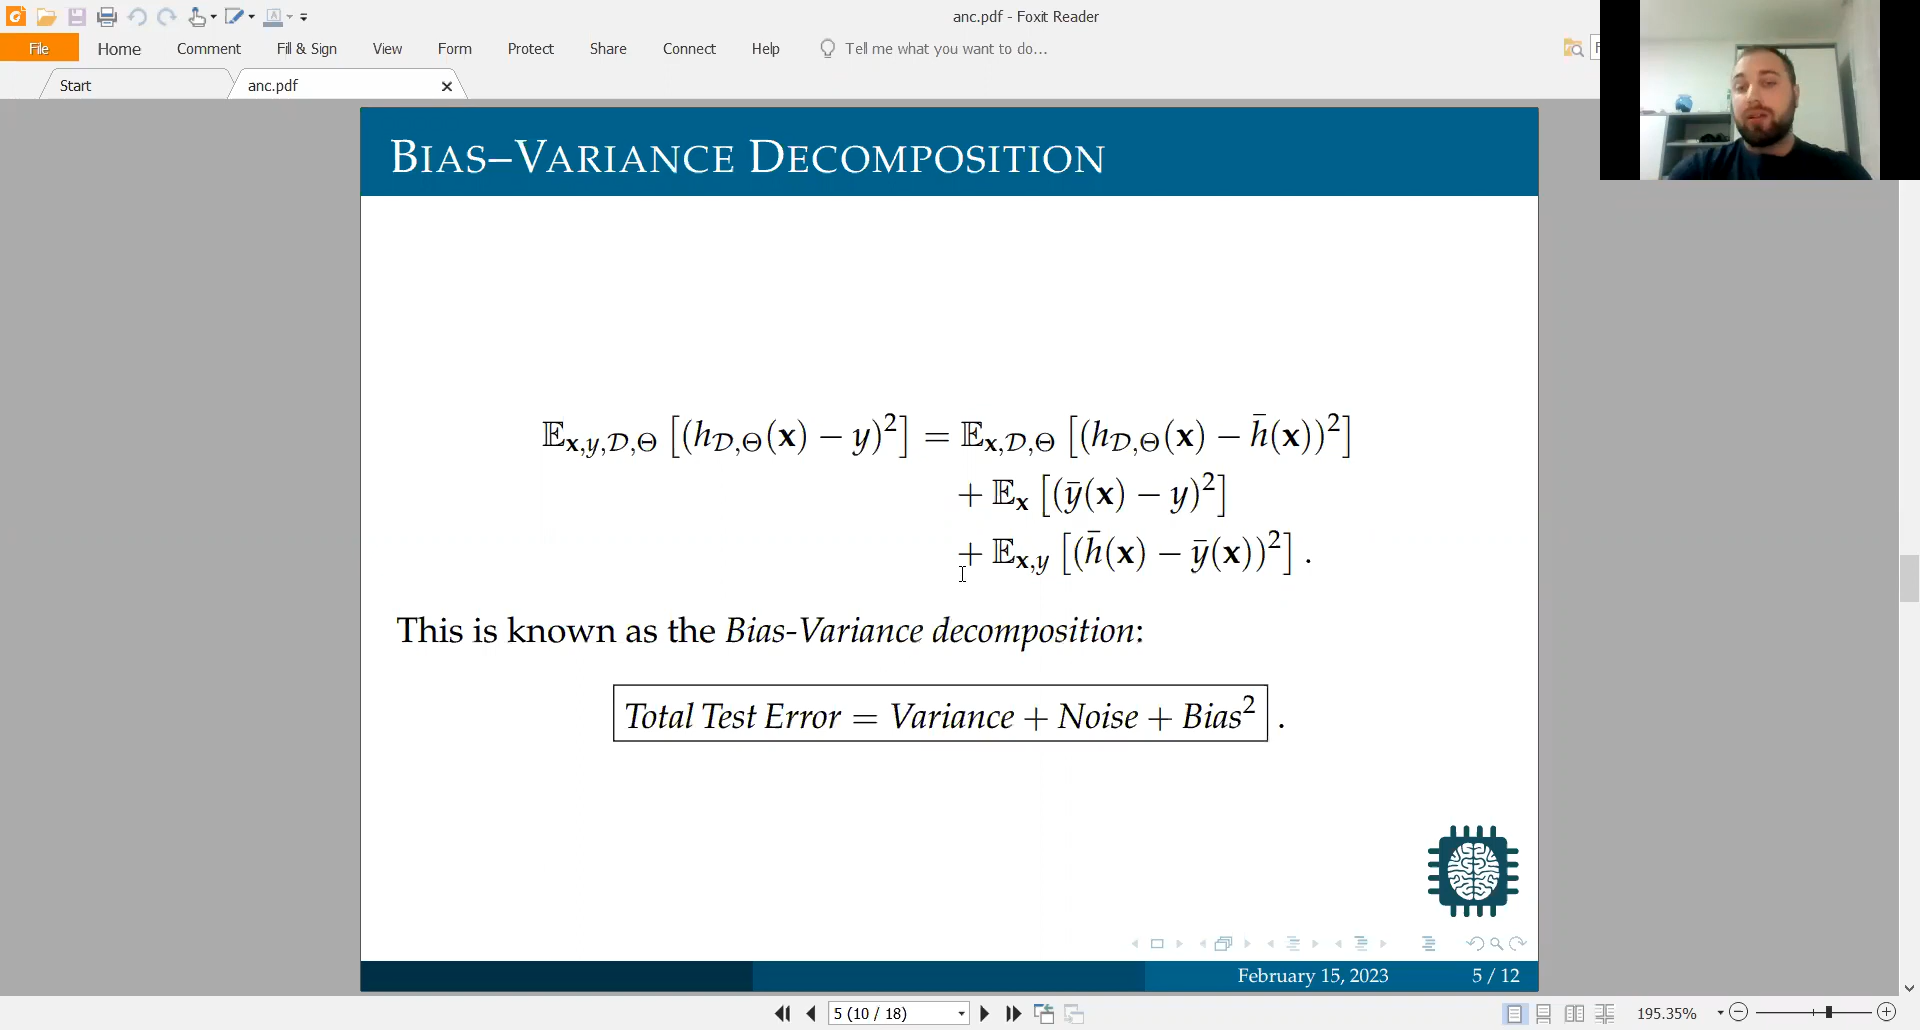 anc.pdf - Foxit Reader
File Home Comment Fill & Sign View Form Protect Share Connect Help Tell me what you want to do...
Start anc.pdf
BIAS–VARIANCE DECOMPOSITION
𝔼x,y,𝒟,Θ [(h𝒟,Θ(x) − y)²] = 𝔼x,𝒟,Θ [(h𝒟,Θ(x) − h̄(x))²]
+ 𝔼x [(ȳ(x) − y)²]
+ 𝔼x,y [(h̄(x) − ȳ(x))²] .
This is known as the Bias-Variance decomposition:
Total Test Error = Variance + Noise + Bias² .
February 15, 2023 5 / 12
5 (10 / 18) 195.35%